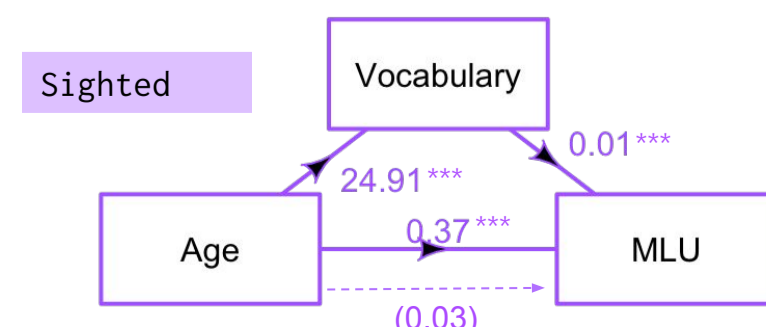 Sighted
Vocabulary
0.01***
24.91***
0.37***
Age
MLU
(0.03)